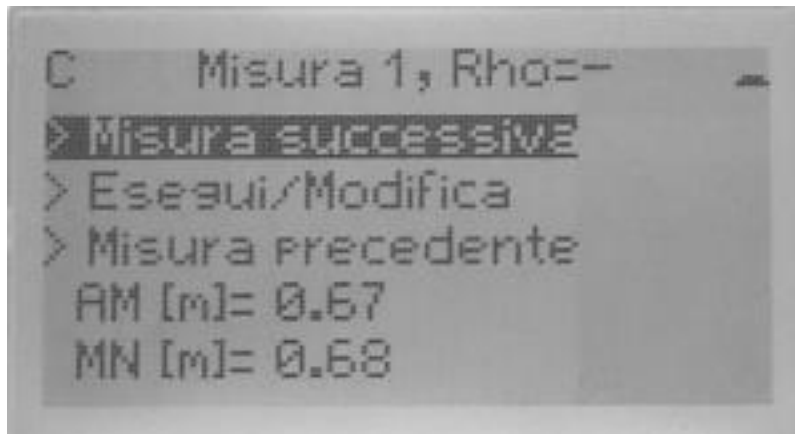 C Misura 1, Rho=-
> Misura successiva
> Esegui/Modifica
> Misura precedente
AM [m]= 0.67
MN [m]= 0.68